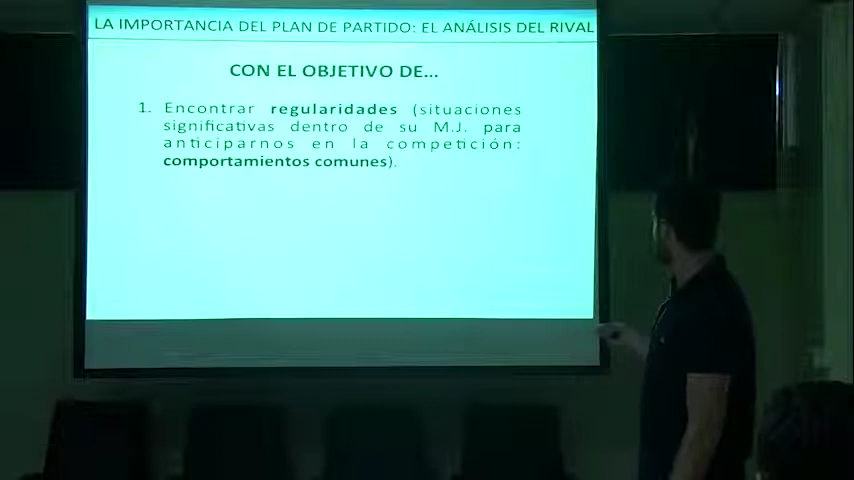 LA IMPORTANCIA DEL PLAN DE PARTIDO: EL ANÁLISIS DEL RIVAL
CON EL OBJETIVO DE...
1. Encontrar regularidades (situaciones
significativas dentro de su M.J. para
anticiparnos en la competición:
comportamientos comunes).